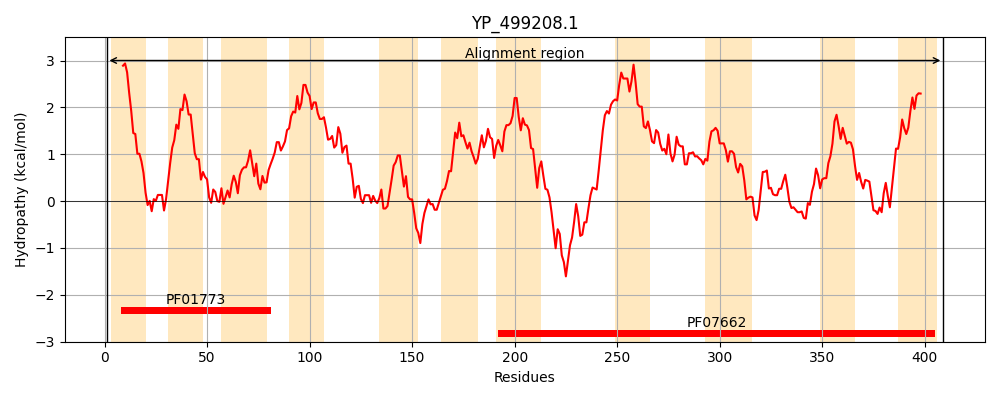 YP_499208.1
Alignment region
Hydropathy (kcal/mol)
3
2
1
0
−1
−2
−3
PF01773
PF07662
0 50 100 150 200 250 300 350 400
Residues